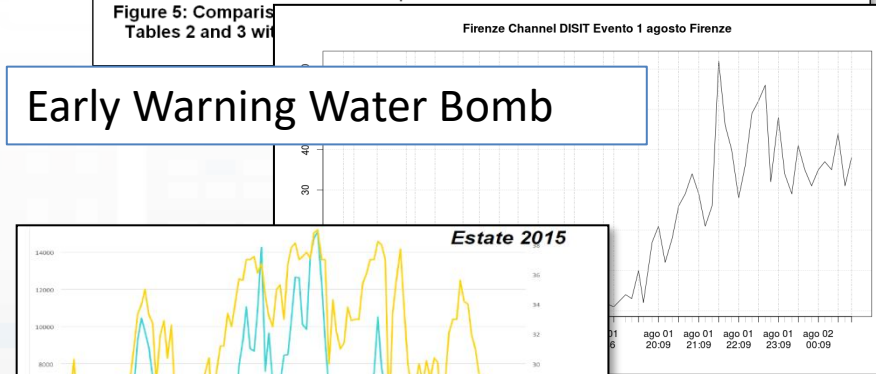 Figure 5: Comparis
Tables 2 and 3 wit
Firenze Channel DISIT Evento 1 agosto Firenze
Early Warning Water Bomb
40
30
Estate 2015
14000
12000
10000
8000
36
34
32
30
ago 01 ago 01 ago 01 ago 01 ago 02
20:09 21:09 22:09 23:09 00:09